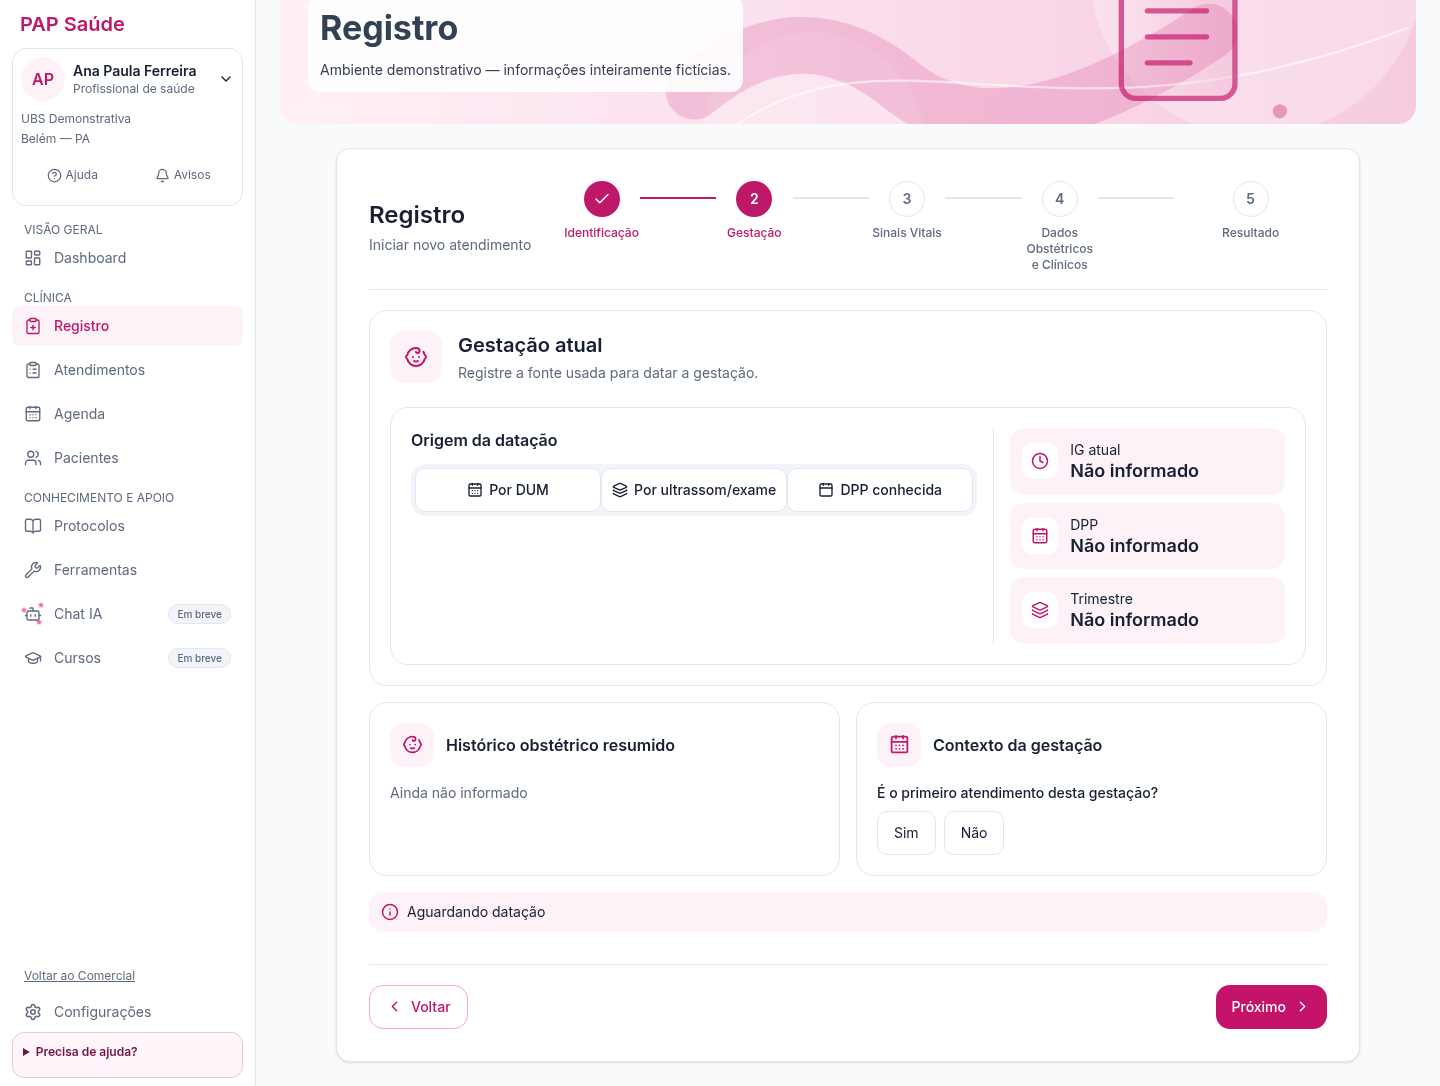 PAP Saúde
AP
Ana Paula Ferreira
Profissional de saúde
UBS Demonstrativa
Belém — PA
Ajuda
Avisos
VISÃO GERAL
Dashboard
CLÍNICA
Registro
Atendimentos
Agenda
Pacientes
CONHECIMENTO E APOIO
Protocolos
Ferramentas
Chat IA
Em breve
Cursos
Em breve
Voltar ao Comercial
Configurações
Precisa de ajuda?
Registro
Ambiente demonstrativo — informações inteiramente fictícias.
Registro
Iniciar novo atendimento
Identificação
2
Gestação
3
Sinais Vitais
4
Dados
Obstétricos
e Clínicos
5
Resultado
Gestação atual
Registre a fonte usada para datar a gestação.
Origem da datação
Por DUM
Por ultrassom/exame
DPP conhecida
IG atual
Não informado
DPP
Não informado
Trimestre
Não informado
Histórico obstétrico resumido
Ainda não informado
Contexto da gestação
É o primeiro atendimento desta gestação?
Sim
Não
Aguardando datação
Voltar
Próximo